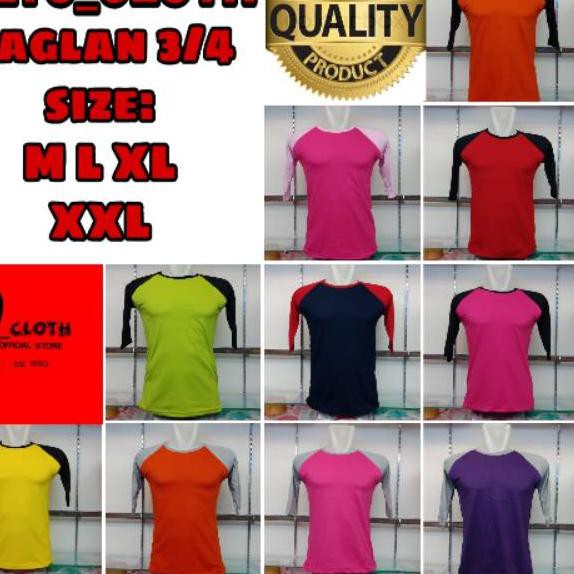 AGLAN 3/4
SIZE:
M L XL
XXL
QUALITY
PRODUCT
_CLOTH
OFFICIAL STORE